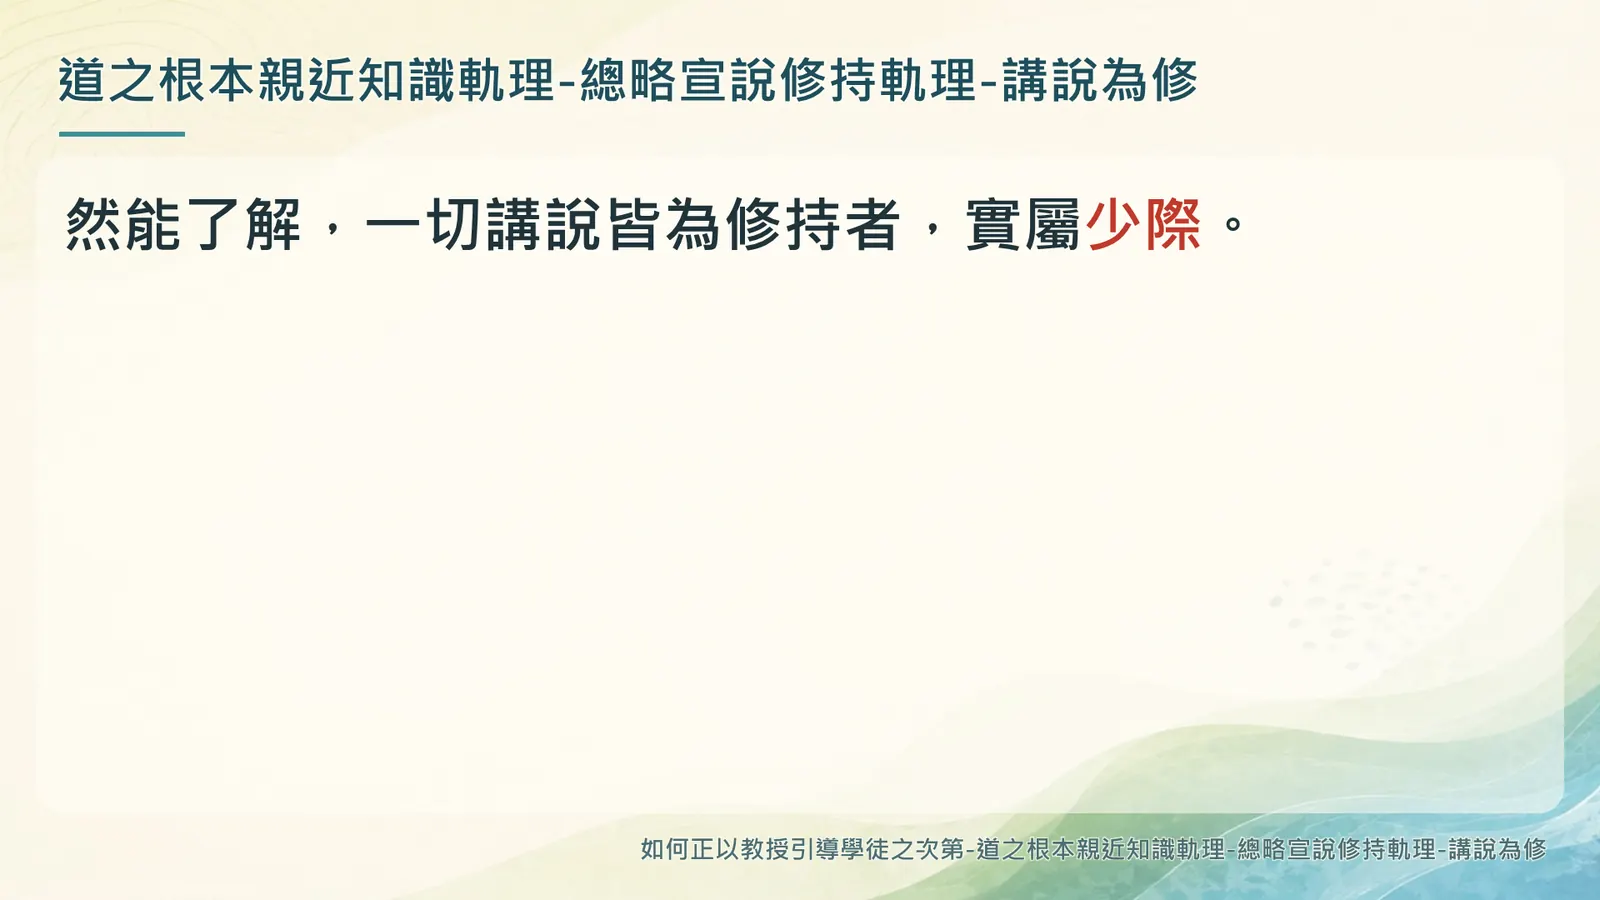 道之根本親近知識軌理-總略宣說修持軌理-講說為修
然能了解，一切講說皆為修持者，實屬少際。
如何正以教授引導學徒之次第-道之根本親近知識軌理-總略宣說修持軌理-講說為修